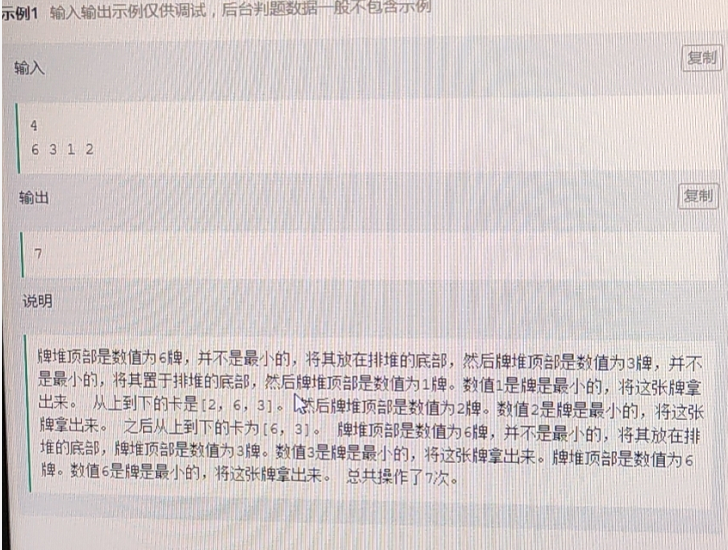 示例1 输入输出示例仅供调试，后台判题数据一般不包含示例
输入
复制
4
6 3 1 2
输出
复制
7
说明
牌堆顶部是数值为6牌，并不是最小的，将其放在排堆的底部，然后牌堆顶部是数值为3牌，并不
是最小的，将其置于排堆的底部，然后牌堆顶部是数值为1牌。数值1是牌是最小的，将这张牌拿
出来。 从上到下的卡是[2，6，3]。然后牌堆顶部是数值为2牌。数值2是牌是最小的，将这张
牌拿出来。 之后从上到下的卡为[6，3]。 牌堆顶部是数值为6牌，并不是最小的，将其放在排
堆的底部，牌堆顶部是数值为3牌。数值3是牌是最小的，将这张牌拿出来。牌堆顶部是数值为6
牌。数值6是牌是最小的，将这张牌拿出来。 总共操作了7次。